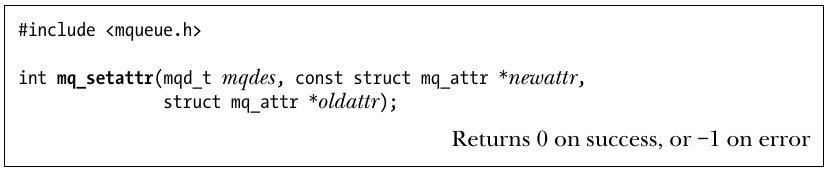 #include <mqueue.h>
int mq_setattr(mqd_t mqdes, const struct mq_attr *newattr,
struct mq_attr *oldattr);
Returns 0 on success, or −1 on error